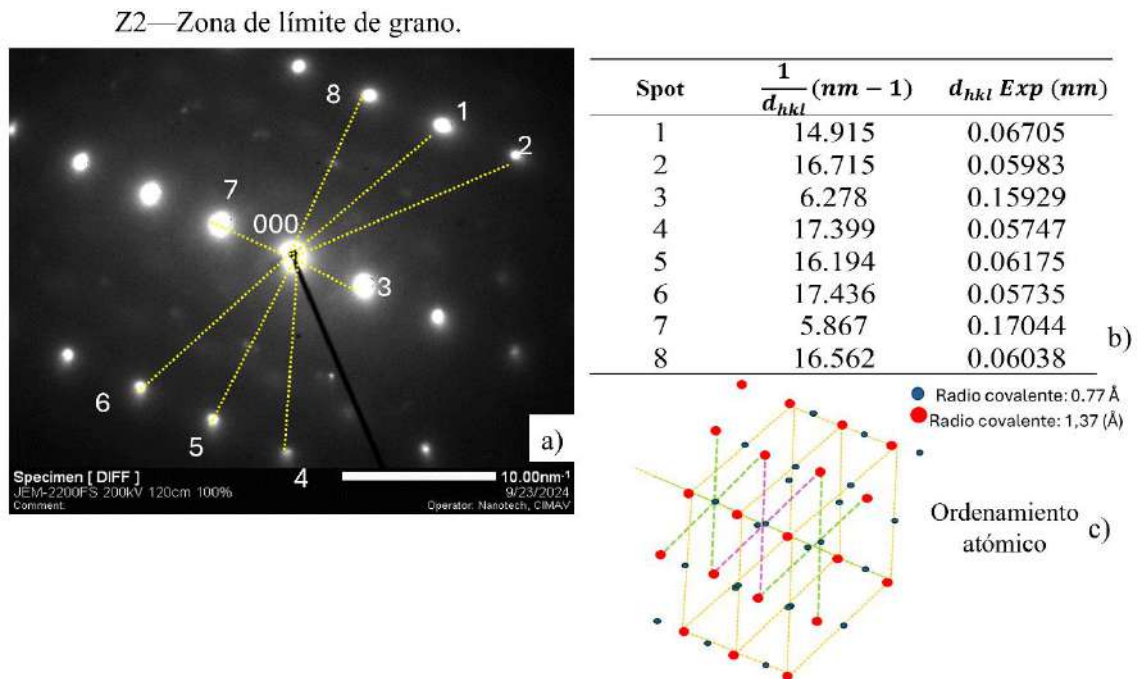 Z2—Zona de límite de grano.
8
1
2
7
000
3
6
5
4
a)
Specimen [ DIFF ]
JEM-2200FS 200kV 120cm 100%
Comment:
10.00nm-1
9/23/2024
Operator: Nanotech, CIMAV
Spot 1/d_hkl (nm − 1) d_hkl Exp (nm)
1 14.915 0.06705
2 16.715 0.05983
3 6.278 0.15929
4 17.399 0.05747
5 16.194 0.06175
6 17.436 0.05735
7 5.867 0.17044
8 16.562 0.06038
b)
Radio covalente: 0.77 Å
Radio covalente: 1,37 (Å)
Ordenamiento
atómico
c)